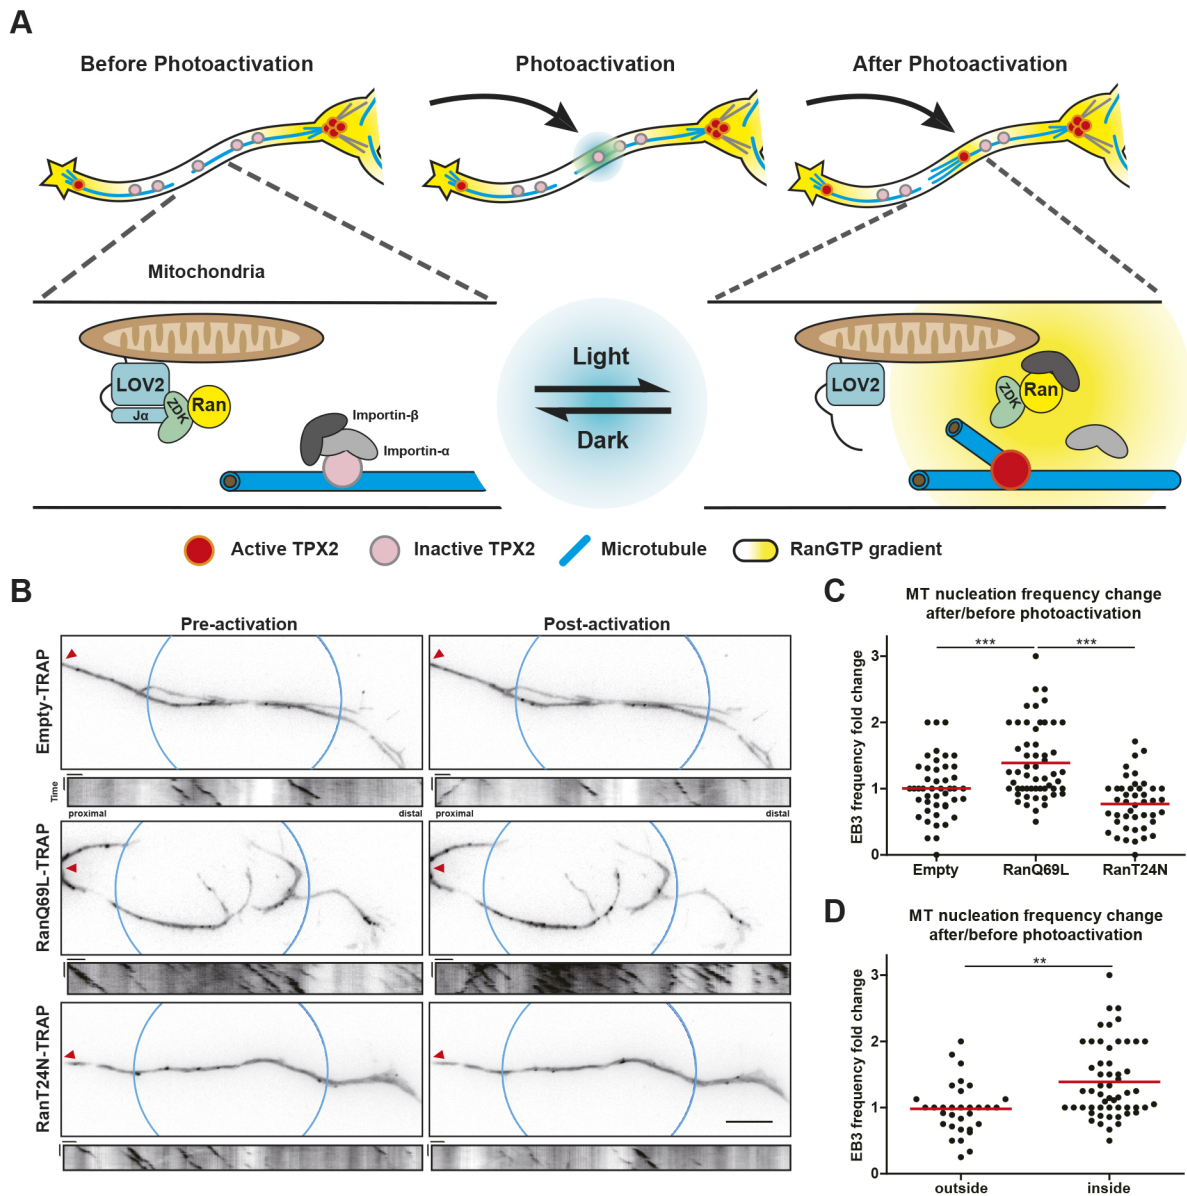 A
Before Photoactivation
Photoactivation
After Photoactivation
Mitochondria
LOV2
Jα
ZDK
Ran
Importin-β
Importin-α
Light
Dark
LOV2
ZDK
Ran
Active TPX2
Inactive TPX2
Microtubule
RanGTP gradient
B
Pre-activation
Post-activation
Empty-TRAP
Time
proximal
distal
proximal
distal
RanQ69L-TRAP
RanT24N-TRAP
C
MT nucleation frequency change
after/before photoactivation
EB3 frequency fold change
3
2
1
0
***
***
Empty
RanQ69L
RanT24N
D
MT nucleation frequency change
after/before photoactivation
EB3 frequency fold change
3
2
1
0
**
outside
inside